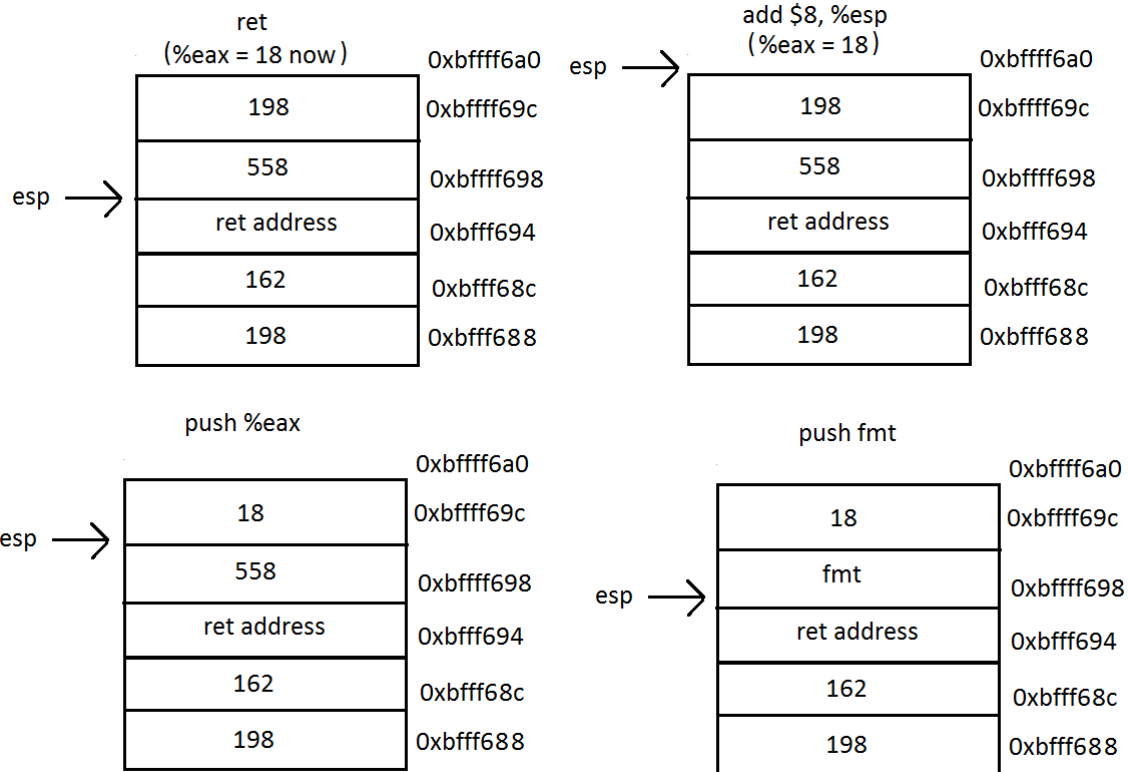 ret
(%eax = 18 now)
0xbffff6a0
198
0xbffff69c
558
0xbffff698
esp
ret address
0xbfff694
162
0xbfff68c
198
0xbfff688
add $8, %esp
(%eax = 18)
esp
0xbffff6a0
198
0xbffff69c
558
0xbffff698
ret address
0xbfff694
162
0xbfff68c
198
0xbfff688
push %eax
0xbffff6a0
18
0xbffff69c
esp
558
0xbffff698
ret address
0xbfff694
162
0xbfff68c
198
0xbfff688
push fmt
0xbffff6a0
18
0xbffff69c
fmt
0xbffff698
esp
ret address
0xbfff694
162
0xbfff68c
198
0xbfff688